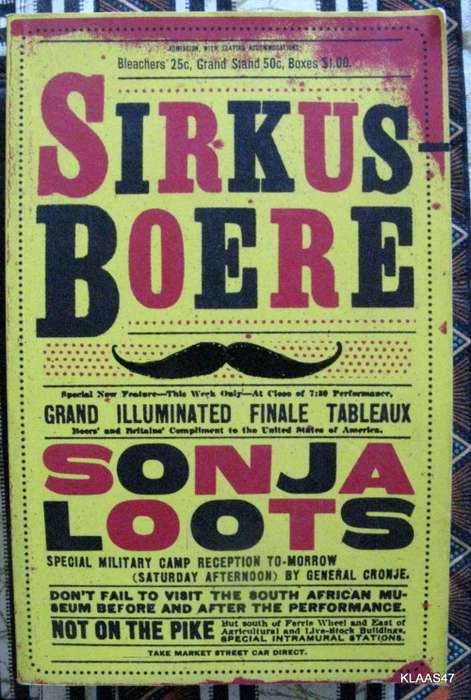 ADMISSION, WITH SEATING ACCOMMODATIONS:
Bleachers 25c, Grand Stand 50c, Boxes $1.00.
SIRKUS-
BOERE
Special New Feature—This Week Only—At Close of 7:30 Performance,
GRAND ILLUMINATED FINALE TABLEAUX
Boers' and Britains' Compliment to the United States of America.
SONJA
LOOTS
SPECIAL MILITARY CAMP RECEPTION TO-MORROW
(SATURDAY AFTERNOON) BY GENERAL CRONJE.
DON'T FAIL TO VISIT THE SOUTH AFRICAN MU-
SEUM BEFORE AND AFTER THE PERFORMANCE.
NOT ON THE PIKE
But south of Ferris Wheel and East of
Agricultural and Live-Stock Buildings.
SPECIAL INTRAMURAL STATIONS.
TAKE MARKET STREET CAR DIRECT.
KLAAS47